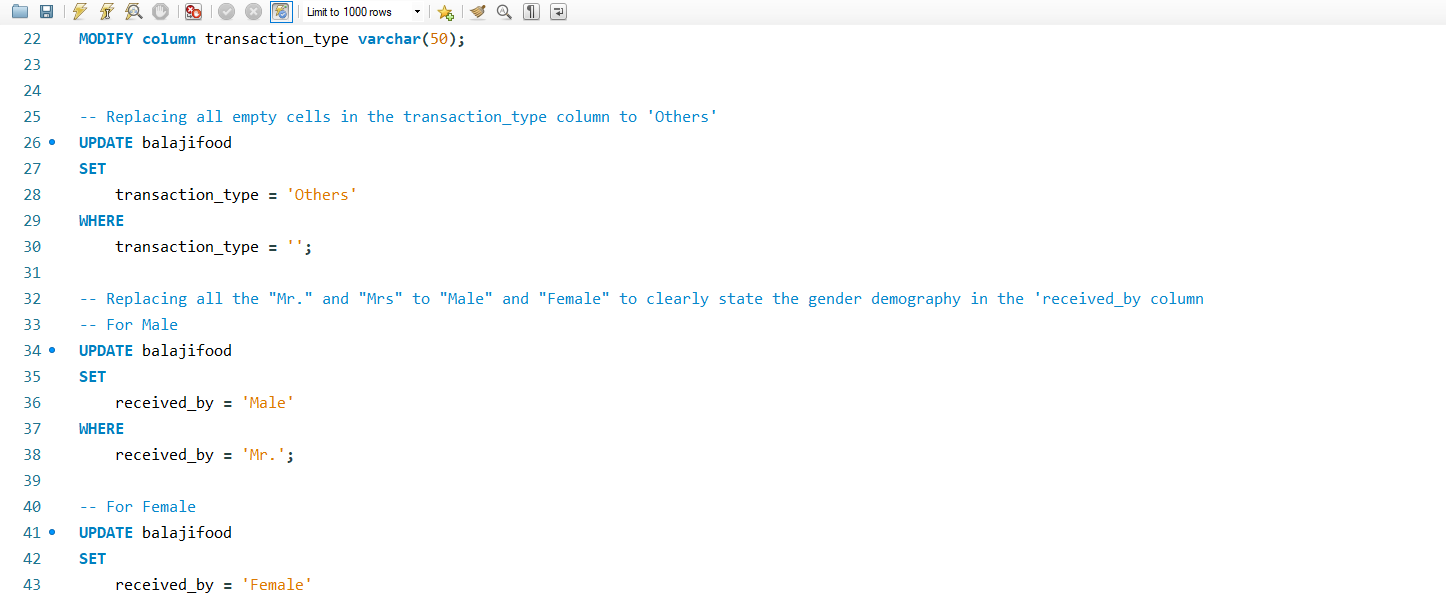 Limit to 1000 rows
22 MODIFY column transaction_type varchar(50);
23
24
25 -- Replacing all empty cells in the transaction_type column to 'Others'
26 UPDATE balajifood
27 SET
28 transaction_type = 'Others'
29 WHERE
30 transaction_type = '';
31
32 -- Replacing all the "Mr." and "Mrs" to "Male" and "Female" to clearly state the gender demography in the 'received_by column
33 -- For Male
34 UPDATE balajifood
35 SET
36 received_by = 'Male'
37 WHERE
38 received_by = 'Mr.';
39
40 -- For Female
41 UPDATE balajifood
42 SET
43 received_by = 'Female'